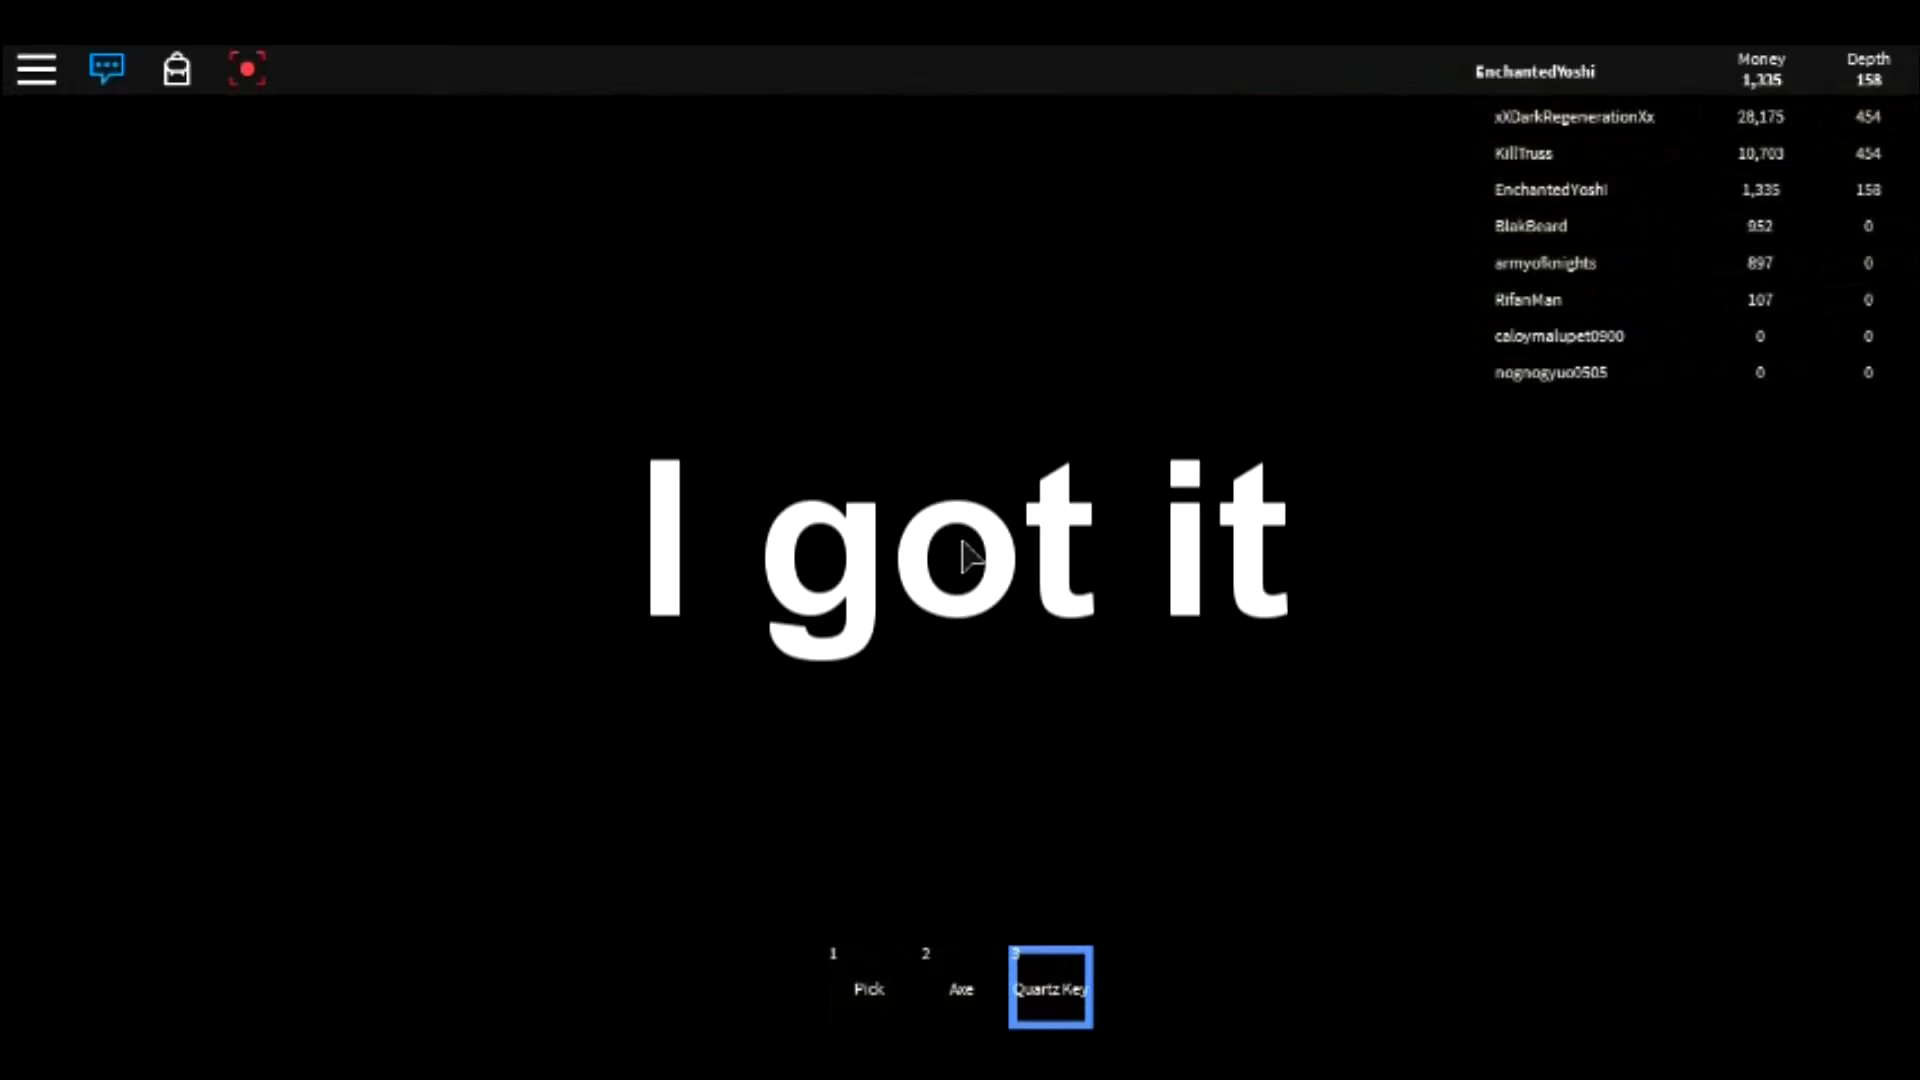 EnchantedYoshi Money Depth
1,335 158
xXDarkRegenerationXx 28,175 454
KillTruss 10,703 454
EnchantedYoshi 1,335 158
BlakBeard 952 0
armyofknights 897 0
RifanMan 107 0
caloymalupet0900 0 0
nognogyuo0505 0 0
I got it
1 2 3
Pick Axe Quartz Key